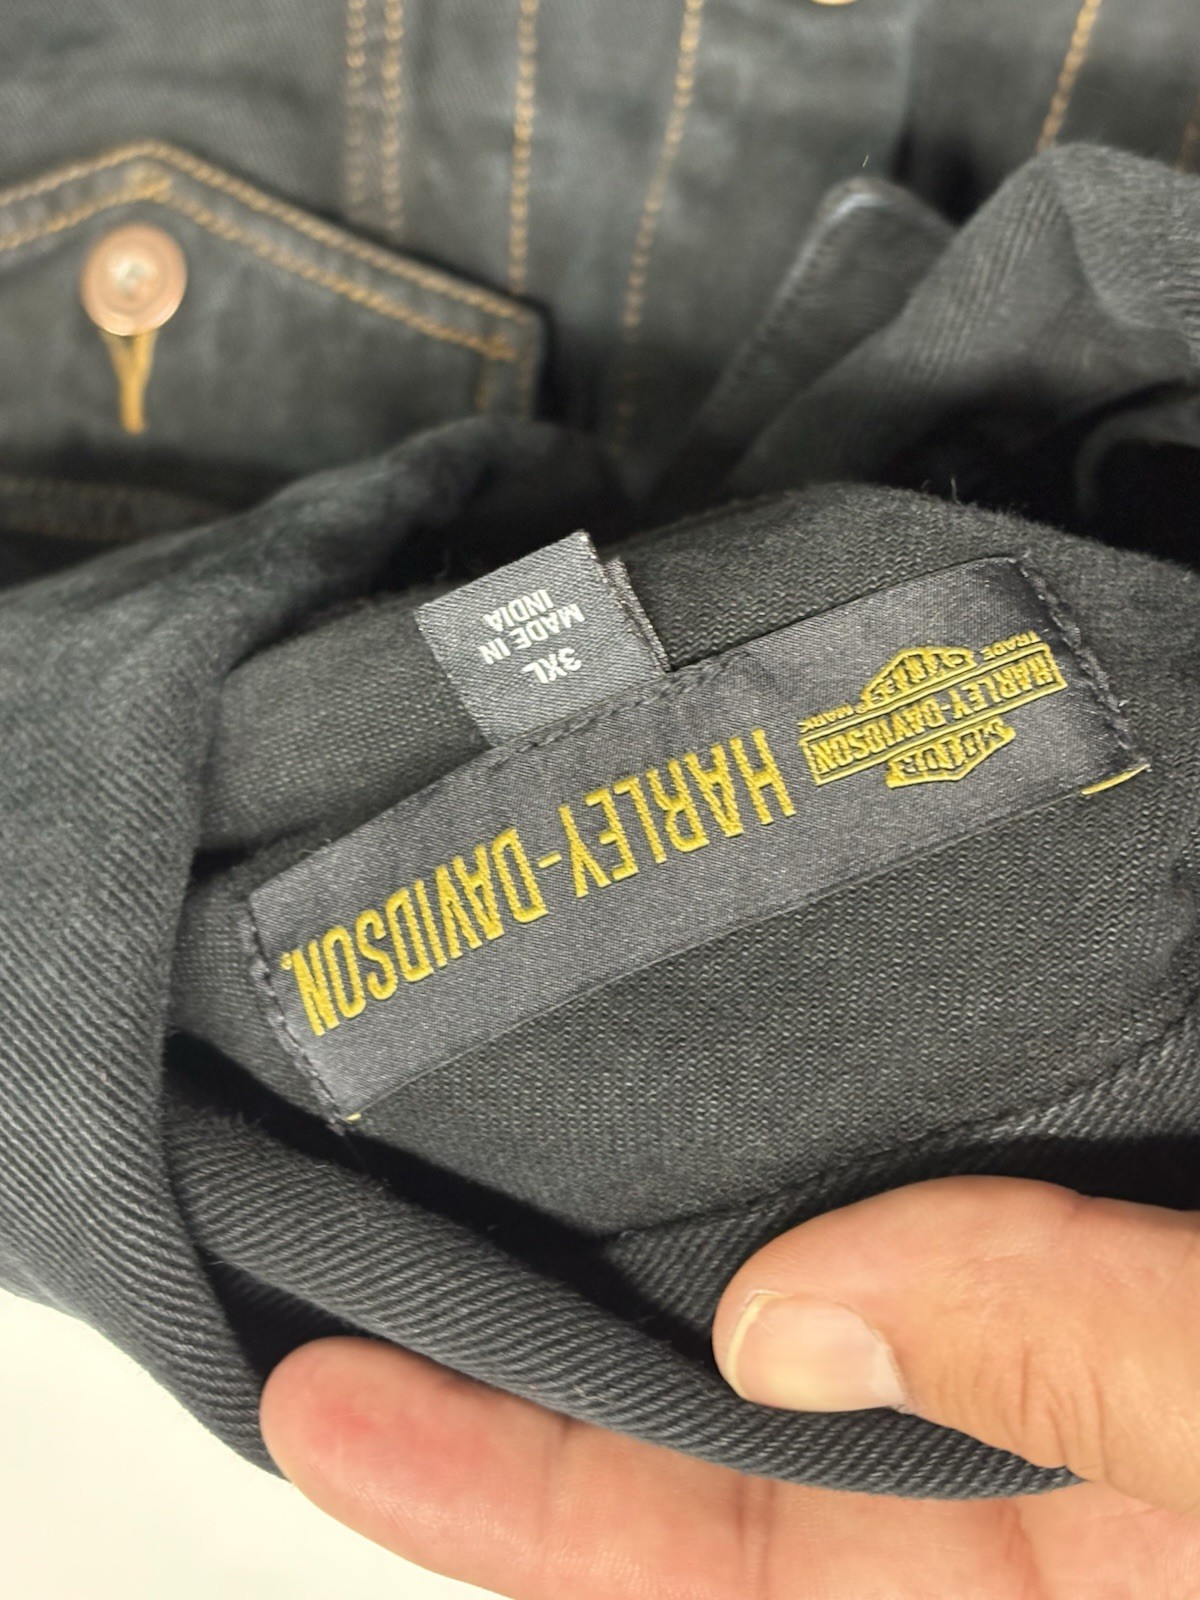 3XL
MADE IN
INDIA
HARLEY-DAVIDSON
TRADE MARK®
HARLEY-DAVIDSON®